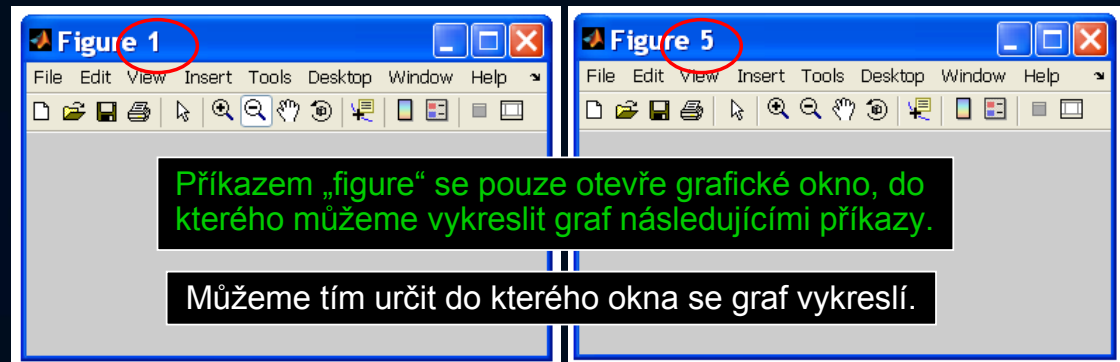 Figure 1
File Edit View Insert Tools Desktop Window Help
Figure 5
File Edit View Insert Tools Desktop Window Help
Příkazem „figure“ se pouze otevře grafické okno, do
kterého můžeme vykreslit graf následujícími příkazy.
Můžeme tím určit do kterého okna se graf vykreslí.